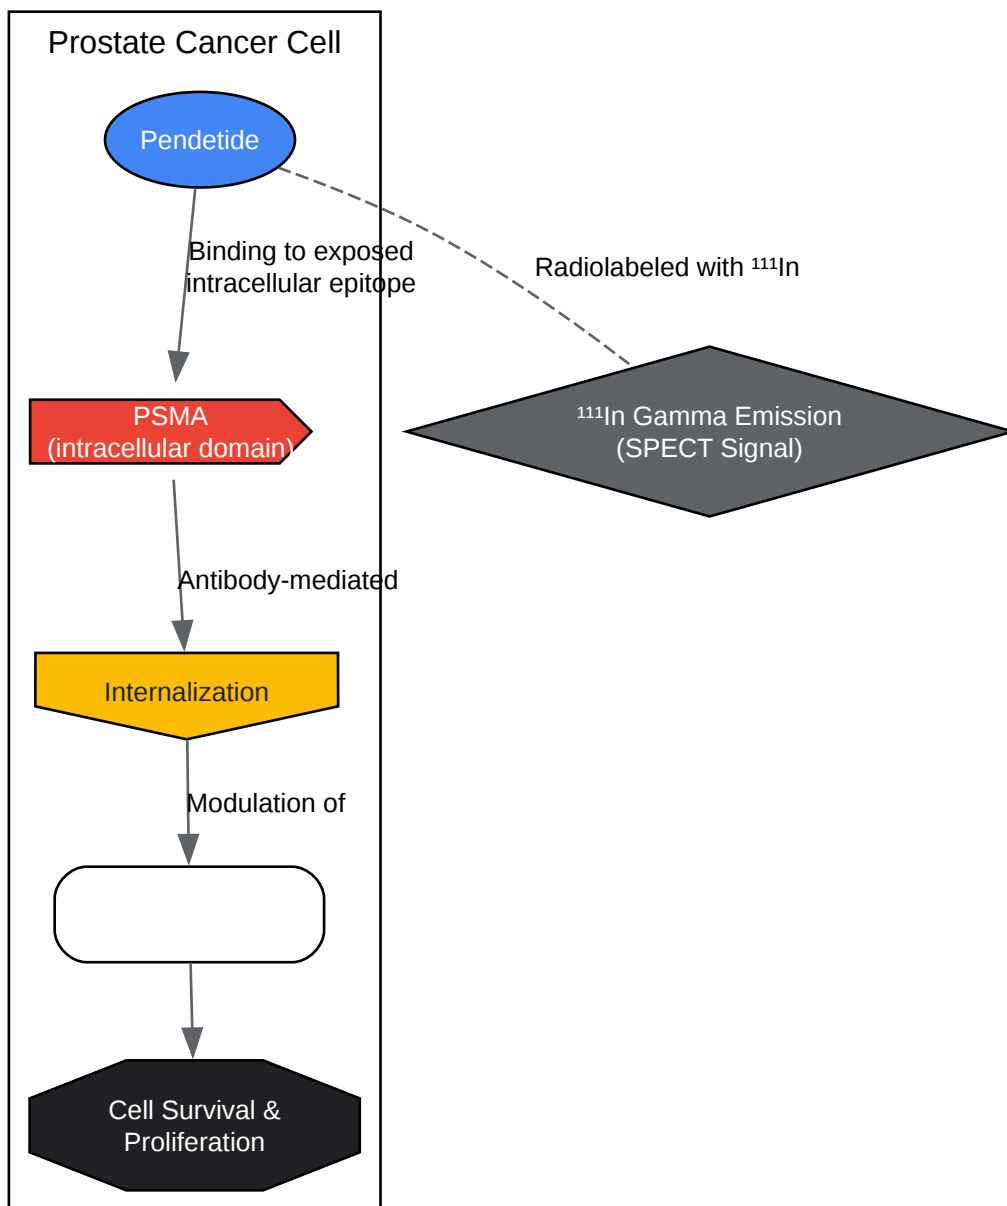 Prostate Cancer Cell
Pendetide
Binding to exposed
intracellular epitope
Radiolabeled with ¹¹¹In
PSMA
(intracellular domain)
¹¹¹In Gamma Emission
(SPECT Signal)
Antibody-mediated
Internalization
Modulation of
Cell Survival &
Proliferation